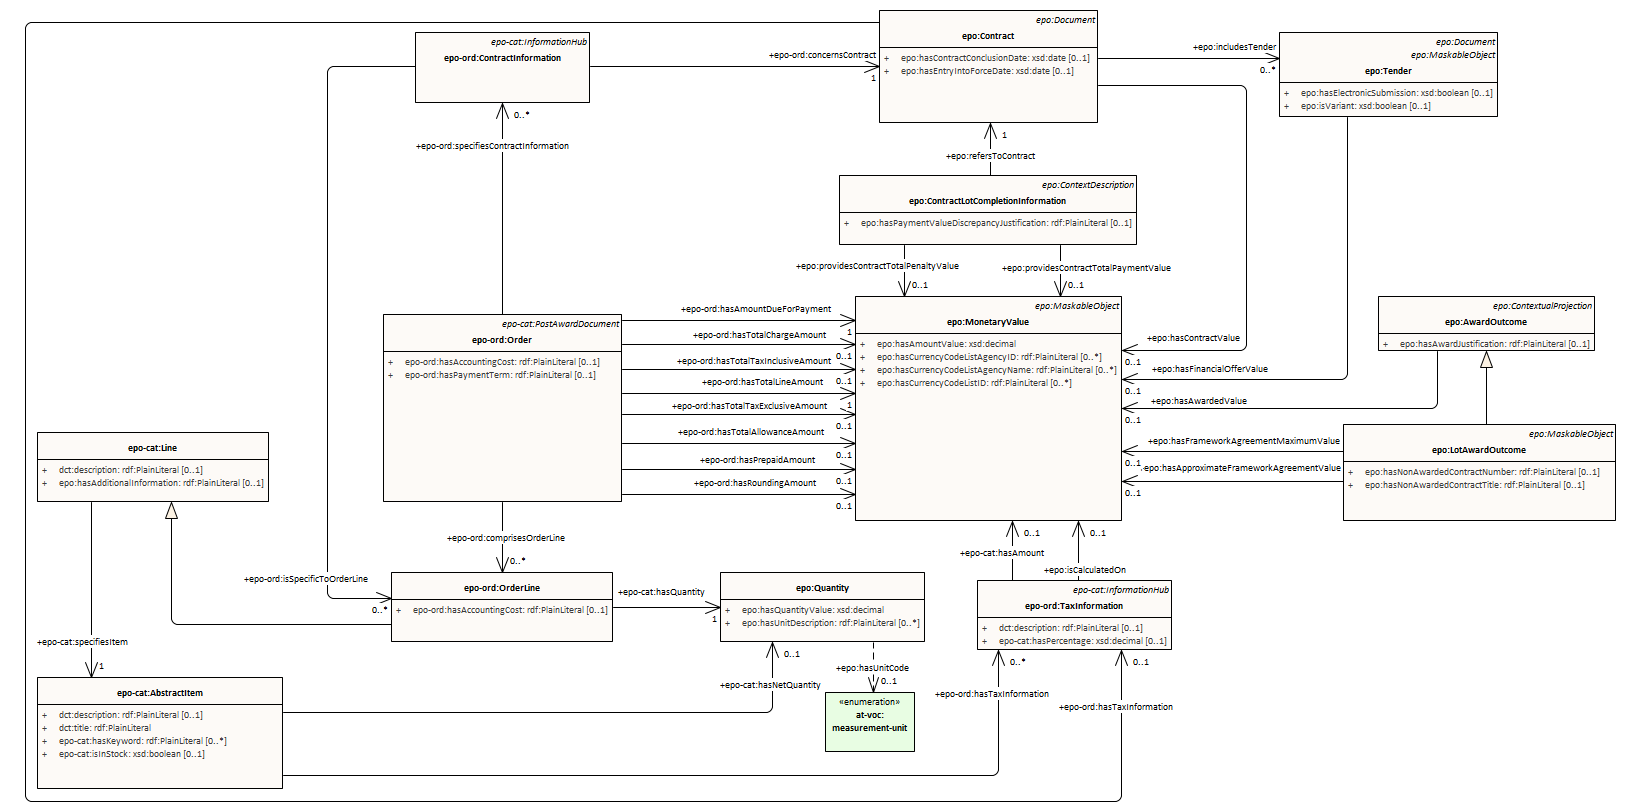 epo:Document
epo:Contract
+ epo:hasContractConclusionDate: xsd:date [0..1]
+ epo:hasEntryIntoForceDate: xsd:date [0..1]
epo-cat:InformationHub
epo-ord:ContractInformation
+epo-ord:concernsContract
1
+epo:includesTender
0..*
epo:Document
epo:MaskableObject
epo:Tender
+ epo:hasElectronicSubmission: xsd:boolean [0..1]
+ epo:isVariant: xsd:boolean [0..1]
0..*
+epo-ord:specifiesContractInformation
1
+epo:refersToContract
epo:ContextDescription
epo:ContractLotCompletionInformation
+ epo:hasPaymentValueDiscrepancyJustification: rdf:PlainLiteral [0..1]
+epo:providesContractTotalPenaltyValue
0..1
+epo:providesContractTotalPaymentValue
0..1
epo-cat:PostAwardDocument
epo-ord:Order
+ epo-ord:hasAccountingCost: rdf:PlainLiteral [0..1]
+ epo-ord:hasPaymentTerm: rdf:PlainLiteral [0..1]
+epo-ord:hasAmountDueForPayment
1
+epo-ord:hasTotalChargeAmount
0..1
+epo-ord:hasTotalTaxInclusiveAmount
0..1
+epo-ord:hasTotalLineAmount
1
+epo-ord:hasTotalTaxExclusiveAmount
0..1
+epo-ord:hasTotalAllowanceAmount
0..1
+epo-ord:hasPrepaidAmount
0..1
+epo-ord:hasRoundingAmount
0..1
epo:MaskableObject
epo:MonetaryValue
+ epo:hasAmountValue: xsd:decimal
+ epo:hasCurrencyCodeListAgencyID: rdf:PlainLiteral [0..*]
+ epo:hasCurrencyCodeListAgencyName: rdf:PlainLiteral [0..*]
+ epo:hasCurrencyCodeListID: rdf:PlainLiteral [0..*]
+epo:hasContractValue
0..1
+epo:hasFinancialOfferValue
0..1
+epo:hasAwardedValue
0..1
+epo:hasFrameworkAgreementMaximumValue
0..1
+epo:hasApproximateFrameworkAgreementValue
0..1
epo:ContextualProjection
epo:AwardOutcome
+ epo:hasAwardJustification: rdf:PlainLiteral [0..1]
epo:MaskableObject
epo:LotAwardOutcome
+ epo:hasNonAwardedContractNumber: rdf:PlainLiteral [0..1]
+ epo:hasNonAwardedContractTitle: rdf:PlainLiteral [0..1]
epo-cat:Line
+ dct:description: rdf:PlainLiteral [0..1]
+ epo:hasAdditionalInformation: rdf:PlainLiteral [0..1]
+epo-ord:comprisesOrderLine
0..*
+epo-ord:isSpecificToOrderLine
0..*
epo-ord:OrderLine
+ epo-ord:hasAccountingCost: rdf:PlainLiteral [0..1]
+epo-cat:hasQuantity
1
epo:Quantity
+ epo:hasQuantityValue: xsd:decimal
+ epo:hasUnitDescription: rdf:PlainLiteral [0..*]
0..1
+epo-cat:hasAmount
0..1
+epo:isCalculatedOn
epo-cat:InformationHub
epo-ord:TaxInformation
+ dct:description: rdf:PlainLiteral [0..1]
+ epo-cat:hasPercentage: xsd:decimal [0..1]
+epo-cat:specifiesItem
1
0..1
+epo-cat:hasNetQuantity
+epo:hasUnitCode
0..1
«enumeration»
at-voc:
measurement-unit
0..*
+epo-ord:hasTaxInformation
0..1
+epo-ord:hasTaxInformation
epo-cat:AbstractItem
+ dct:description: rdf:PlainLiteral [0..1]
+ dct:title: rdf:PlainLiteral
+ epo-cat:hasKeyword: rdf:PlainLiteral [0..*]
+ epo-cat:isInStock: xsd:boolean [0..1]